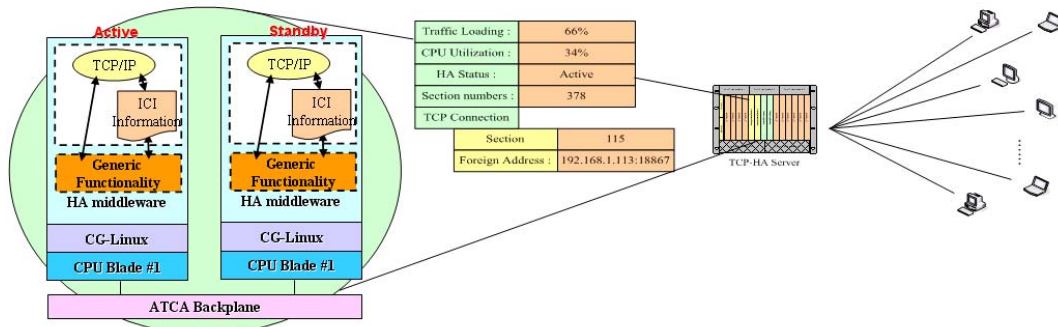 Active
TCP/IP
ICI
Information
Generic
Functionality
HA middleware
CG-Linux
CPU Blade #1
Standby
TCP/IP
ICI
Information
Generic
Functionality
HA middleware
CG-Linux
CPU Blade #1
ATCA Backplane
Traffic Loading : 66%
CPU Utilization : 34%
HA Status : Active
Section numbers : 378
TCP Connection
Section 115
Foreign Address : 192.168.1.113:18867
TCP-HA Server